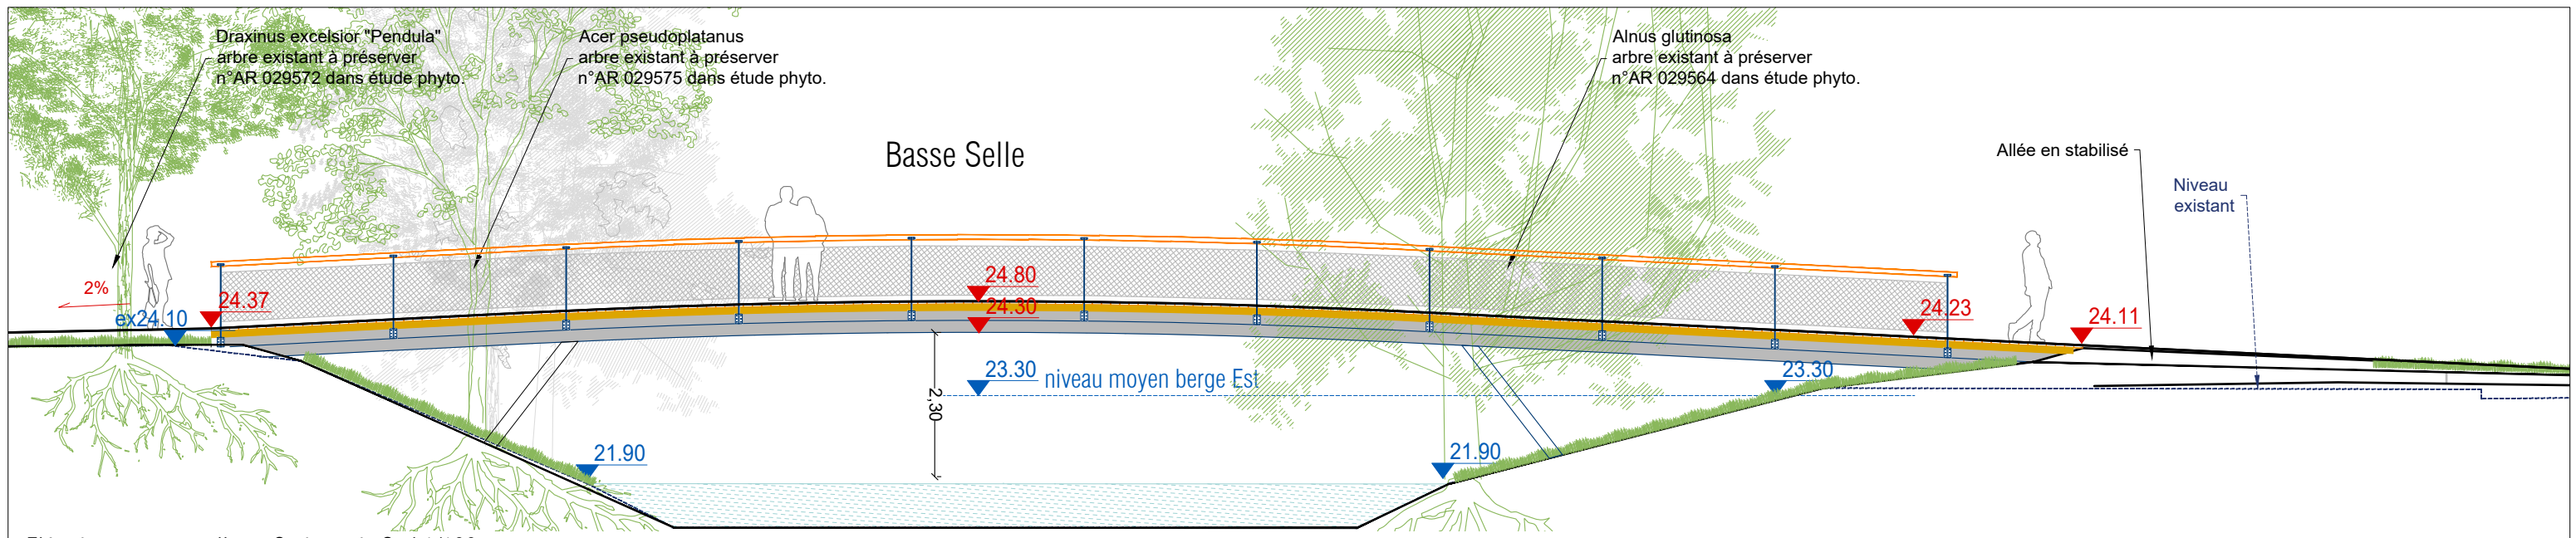 Draxinus excelsior "Pendula"
arbre existant à préserver
n°AR 029572 dans étude phyto.
Acer pseudoplatanus
arbre existant à préserver
n°AR 029575 dans étude phyto.
Alnus glutinosa
arbre existant à préserver
n°AR 029564 dans étude phyto.
Basse Selle
Allée en stabilisé
Niveau
existant
2%
24.37
ex24.10
24.80
24.30
24.23
24.11
23.30 niveau moyen berge Est
23.30
2,30
21.90
21.90